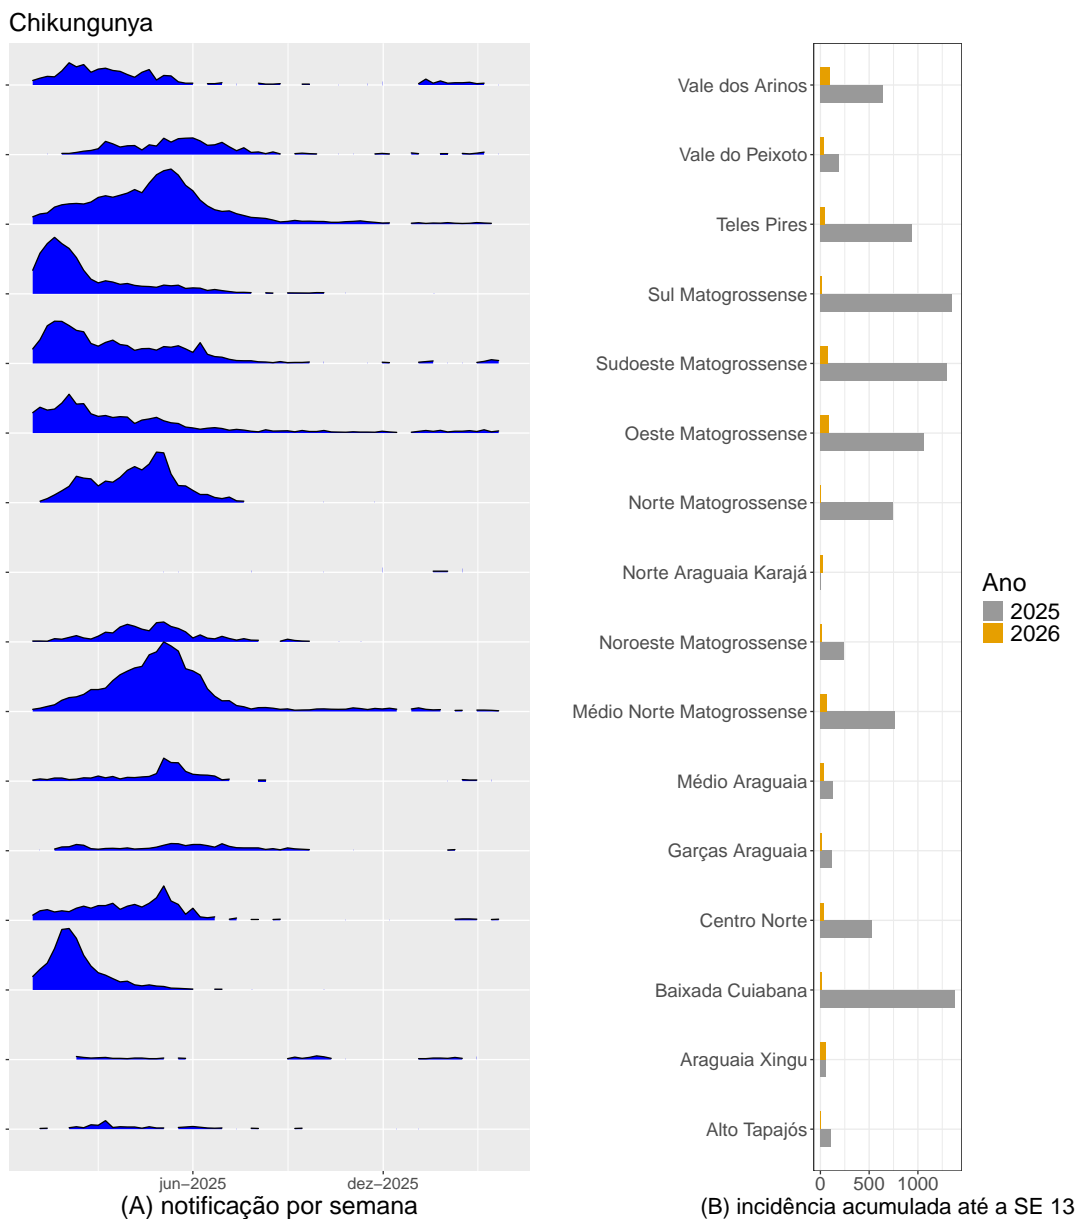 Chikungunya
Vale dos Arinos
Vale do Peixoto
Teles Pires
Sul Matogrossense
Sudoeste Matogrossense
Oeste Matogrossense
Norte Matogrossense
Norte Araguaia Karajá
Noroeste Matogrossense
Médio Norte Matogrossense
Médio Araguaia
Garças Araguaia
Centro Norte
Baixada Cuiabana
Araguaia Xingu
Alto Tapajós
Ano
2025
2026
jun−2025 dez−2025
0 500 1000
(A) notificação por semana
(B) incidência acumulada até a SE 13